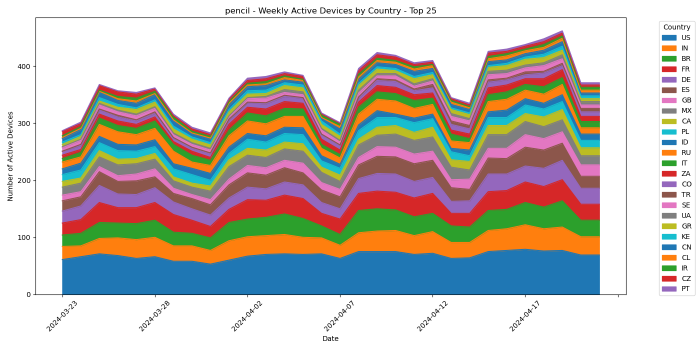 pencil - Weekly Active Devices by Country - Top 25
Number of Active Devices
400
300
200
100
0
2024-03-23
2024-03-28
2024-04-02
2024-04-07
2024-04-12
2024-04-17
Date
Country
US
IN
BR
FR
DE
ES
GB
MX
CA
PL
ID
RU
IT
ZA
CO
TR
SE
UA
GR
KE
CN
CL
IR
CZ
PT